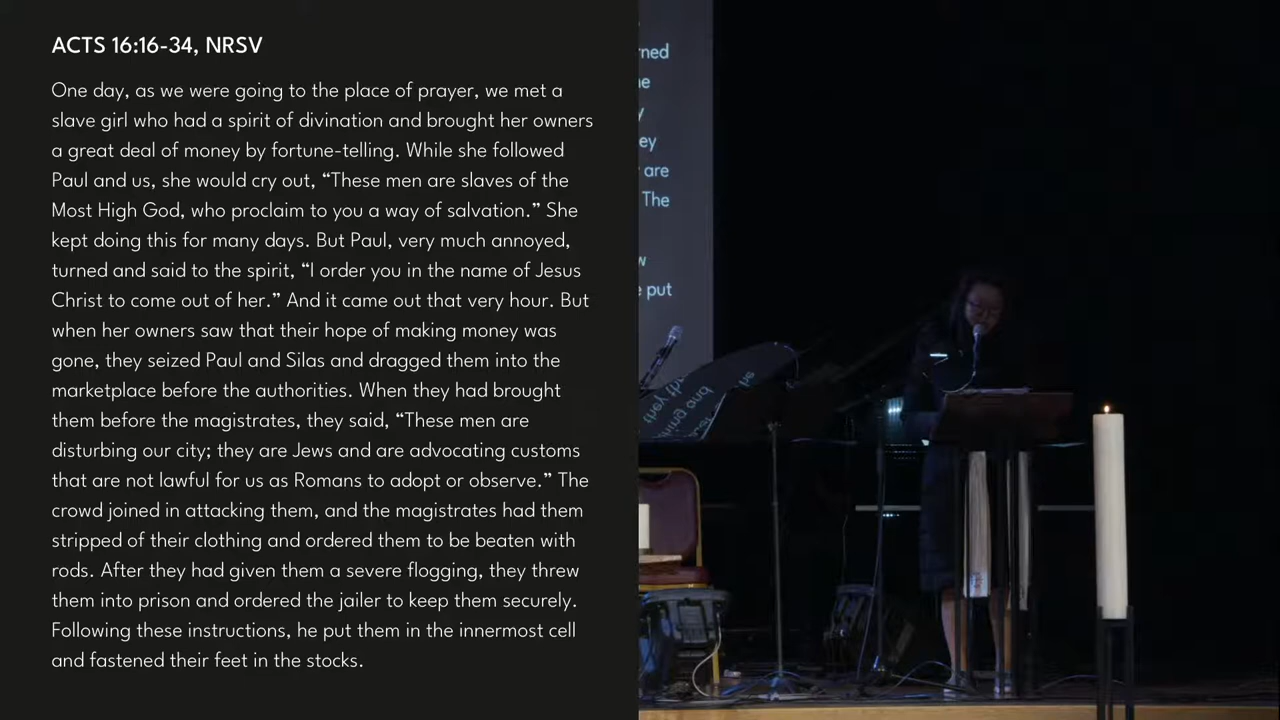 ACTS 16:16-34, NRSV
One day, as we were going to the place of prayer, we met a
slave girl who had a spirit of divination and brought her owners
a great deal of money by fortune-telling. While she followed
Paul and us, she would cry out, “These men are slaves of the
Most High God, who proclaim to you a way of salvation.” She
kept doing this for many days. But Paul, very much annoyed,
turned and said to the spirit, “I order you in the name of Jesus
Christ to come out of her.” And it came out that very hour. But
when her owners saw that their hope of making money was
gone, they seized Paul and Silas and dragged them into the
marketplace before the authorities. When they had brought
them before the magistrates, they said, “These men are
disturbing our city; they are Jews and are advocating customs
that are not lawful for us as Romans to adopt or observe.” The
crowd joined in attacking them, and the magistrates had them
stripped of their clothing and ordered them to be beaten with
rods. After they had given them a severe flogging, they threw
them into prison and ordered the jailer to keep them securely.
Following these instructions, he put them in the innermost cell
and fastened their feet in the stocks.
are
The
put